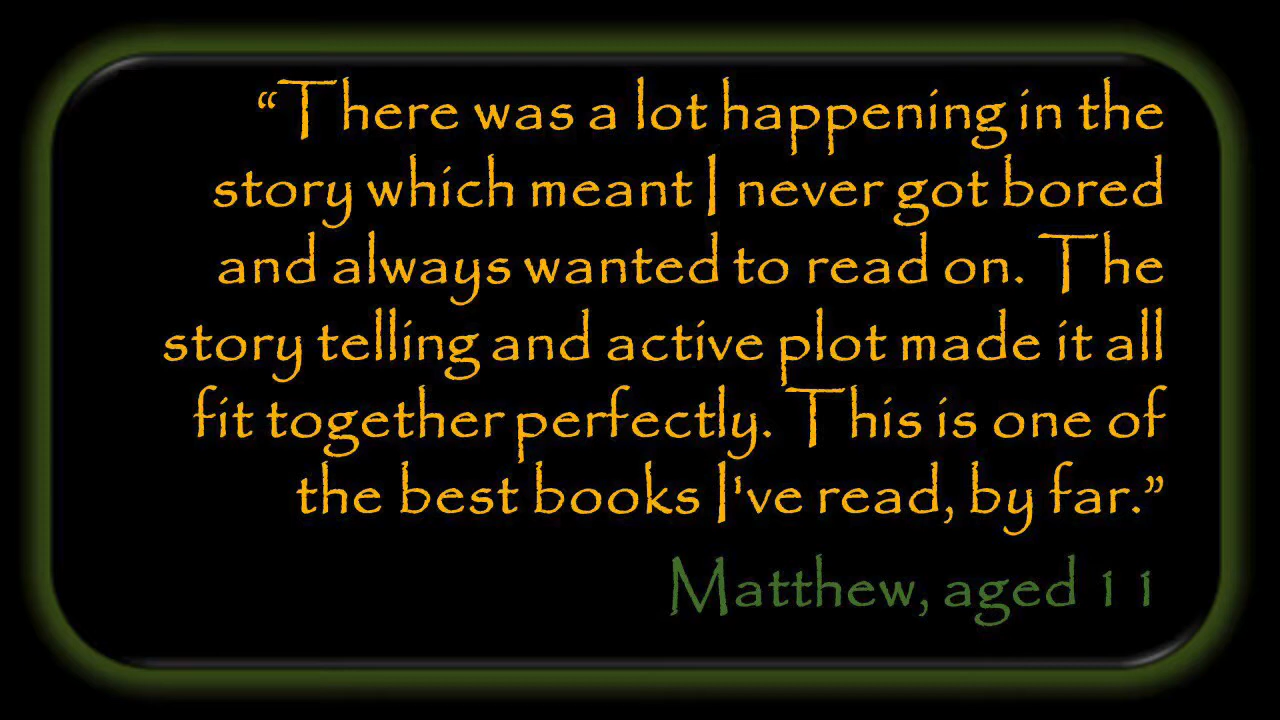 “There was a lot happening in the
story which meant I never got bored
and always wanted to read on. The
story telling and active plot made it all
fit together perfectly. This is one of
the best books I've read, by far.”
Matthew, aged 11